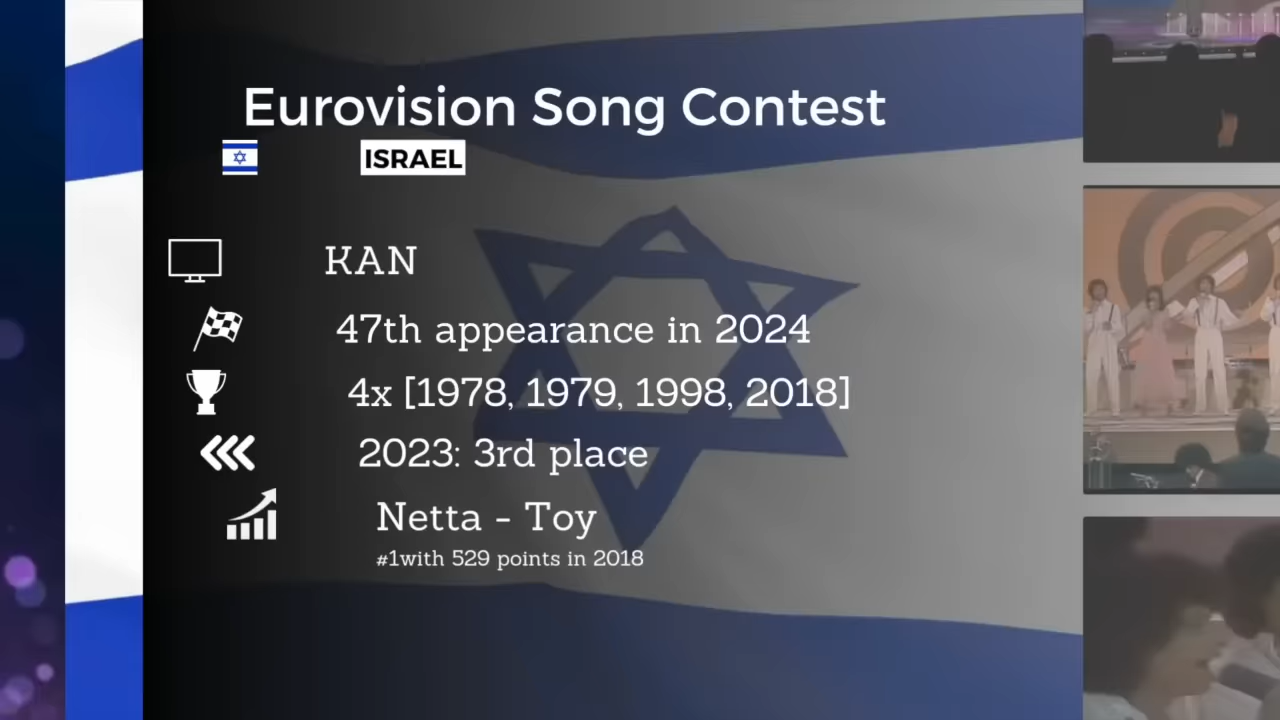 Eurovision Song Contest
ISRAEL
KAN
47th appearance in 2024
4x [1978, 1979, 1998, 2018]
2023: 3rd place
Netta - Toy
#1with 529 points in 2018